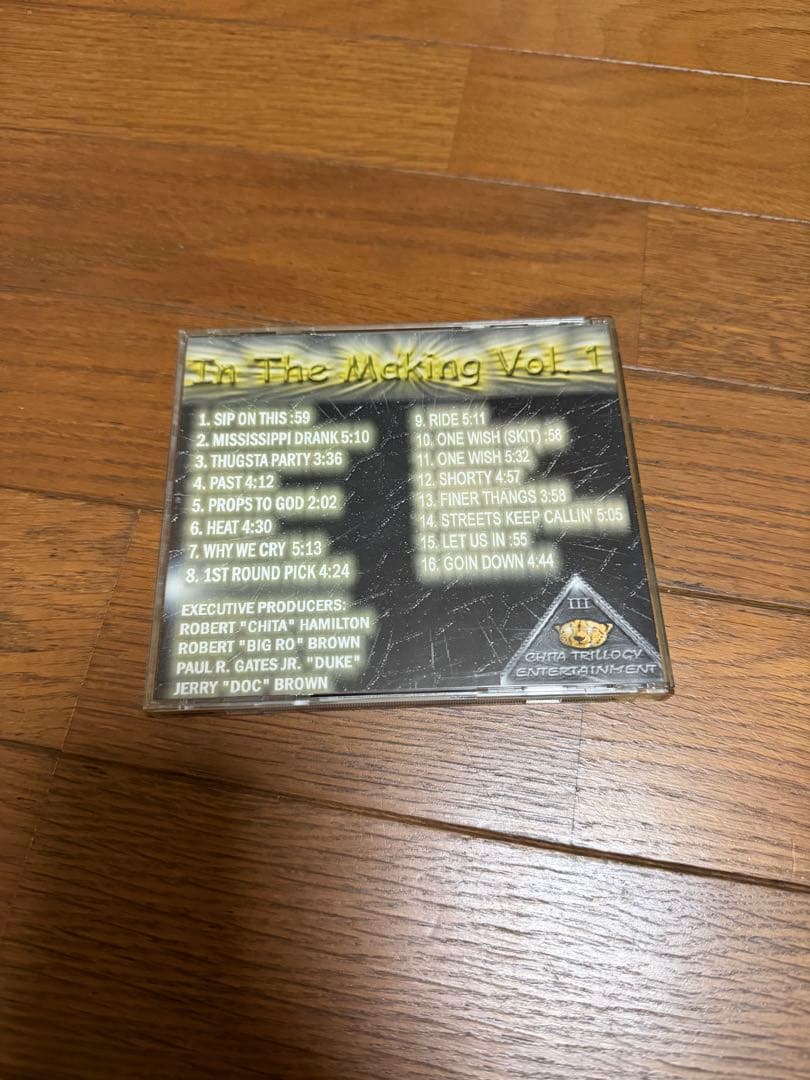 In The Making Vol. 1
1. SIP ON THIS :59
2. MISSISSIPPI DRANK 5:10
3. THUGSTA PARTY 3:36
4. PAST 4:12
5. PROPS TO GOD 2:02
6. HEAT 4:30
7. WHY WE CRY 5:13
8. 1ST ROUND PICK 4:24
EXECUTIVE PRODUCERS:
ROBERT "CHITA" HAMILTON
ROBERT "BIG RO" BROWN
PAUL R. GATES JR. "DUKE"
JERRY "DOC" BROWN
9. RIDE 5:11
10. ONE WISH (SKIT) :58
11. ONE WISH 5:32
12. SHORTY 4:57
13. FINER THANGS 3:58
14. STREETS KEEP CALLIN' 5:05
15. LET US IN :55
16. GOIN DOWN 4:44
III
CHITA TRILLOGY
ENTERTAINMENT